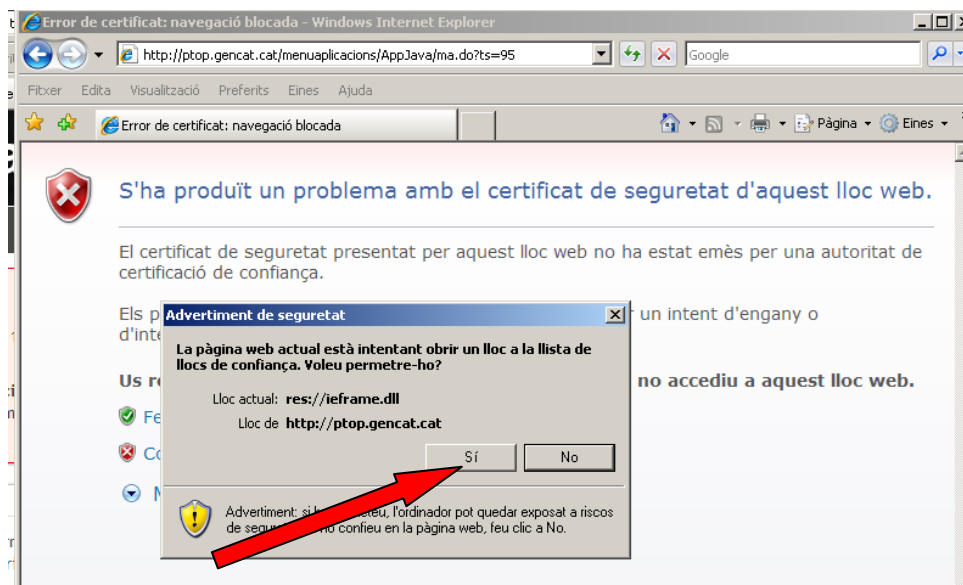 Error de certificat: navegació blocada - Windows Internet Explorer
http://ptop.gencat.cat/menuaplicacions/AppJava/ma.do?ts=95
Google
Fitxer Edita Visualització Preferits Eines Ajuda
Error de certificat: navegació blocada
Pàgina Eines
S'ha produït un problema amb el certificat de seguretat d'aquest lloc web.
El certificat de seguretat presentat per aquest lloc web no ha estat emès per una autoritat de
certificació de confiança.
Els un intent d'engany o
Advertiment de seguretat
La pàgina web actual està intentant obrir un lloc a la llista de
llocs de confiança. Voleu permetre-ho?
Us no accediu a aquest lloc web.
Lloc actual: res://ieframe.dll
Lloc de http://ptop.gencat.cat
Sí No
Advertiment: si l'ordinador pot quedar exposat a riscos
de no confieu en la pàgina web, feu clic a No.